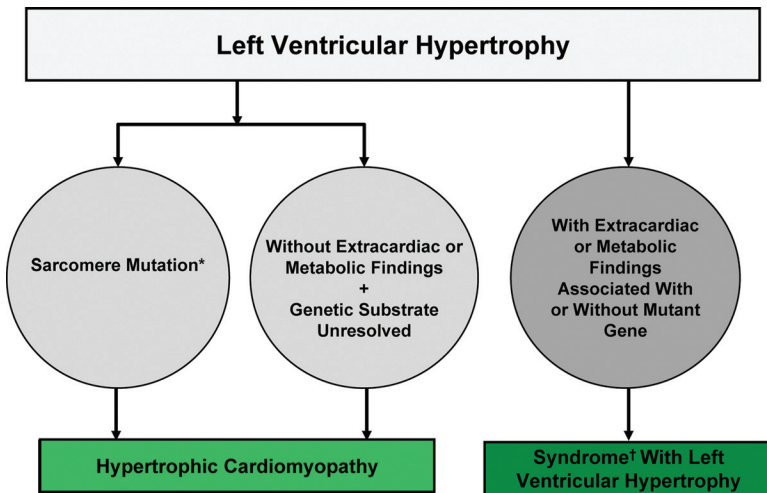 Left Ventricular Hypertrophy
Sarcomere Mutation*
Without Extracardiac or
Metabolic Findings
+
Genetic Substrate
Unresolved
With Extracardiac
or Metabolic
Findings
Associated With
or Without Mutant
Gene
Hypertrophic Cardiomyopathy
Syndrome† With Left
Ventricular Hypertrophy